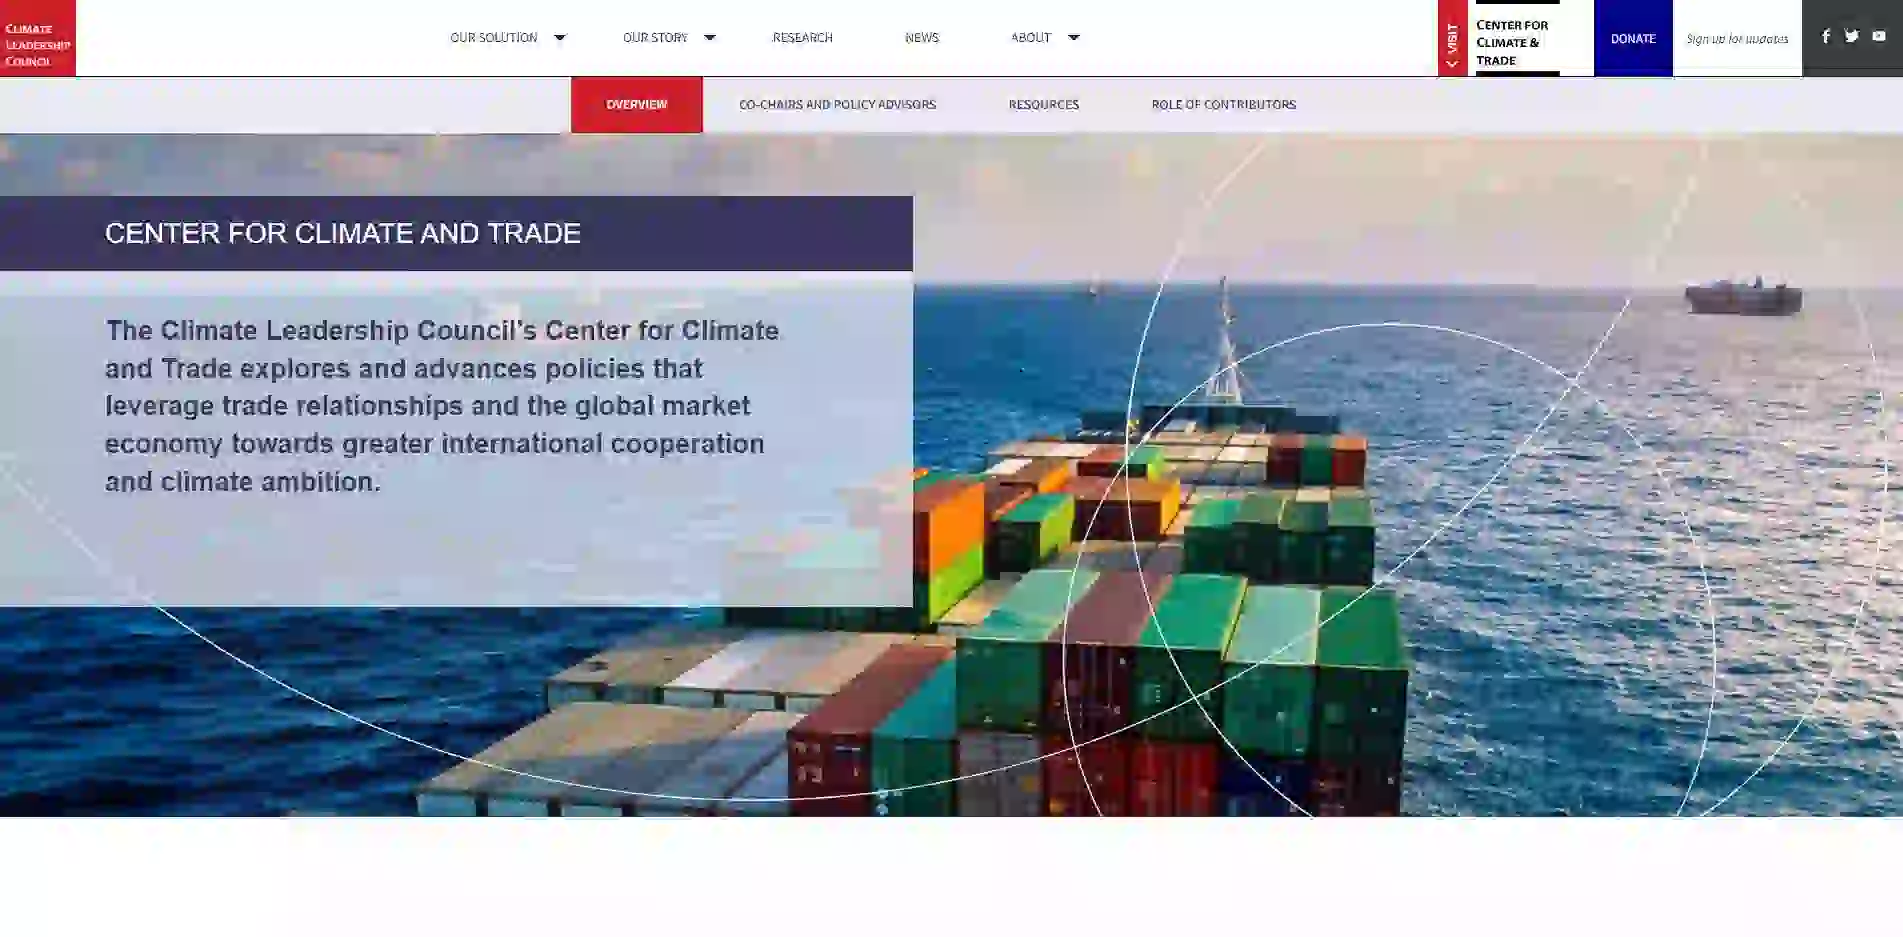 CLIMATE
LEADERSHIP
COUNCIL
OUR SOLUTION
OUR STORY
RESEARCH
NEWS
ABOUT
VISIT
CENTER FOR
CLIMATE &
TRADE
DONATE
Sign up for updates
OVERVIEW
CO-CHAIRS AND POLICY ADVISORS
RESOURCES
ROLE OF CONTRIBUTORS
CENTER FOR CLIMATE AND TRADE
The Climate Leadership Council's Center for Climate
and Trade explores and advances policies that
leverage trade relationships and the global market
economy towards greater international cooperation
and climate ambition.